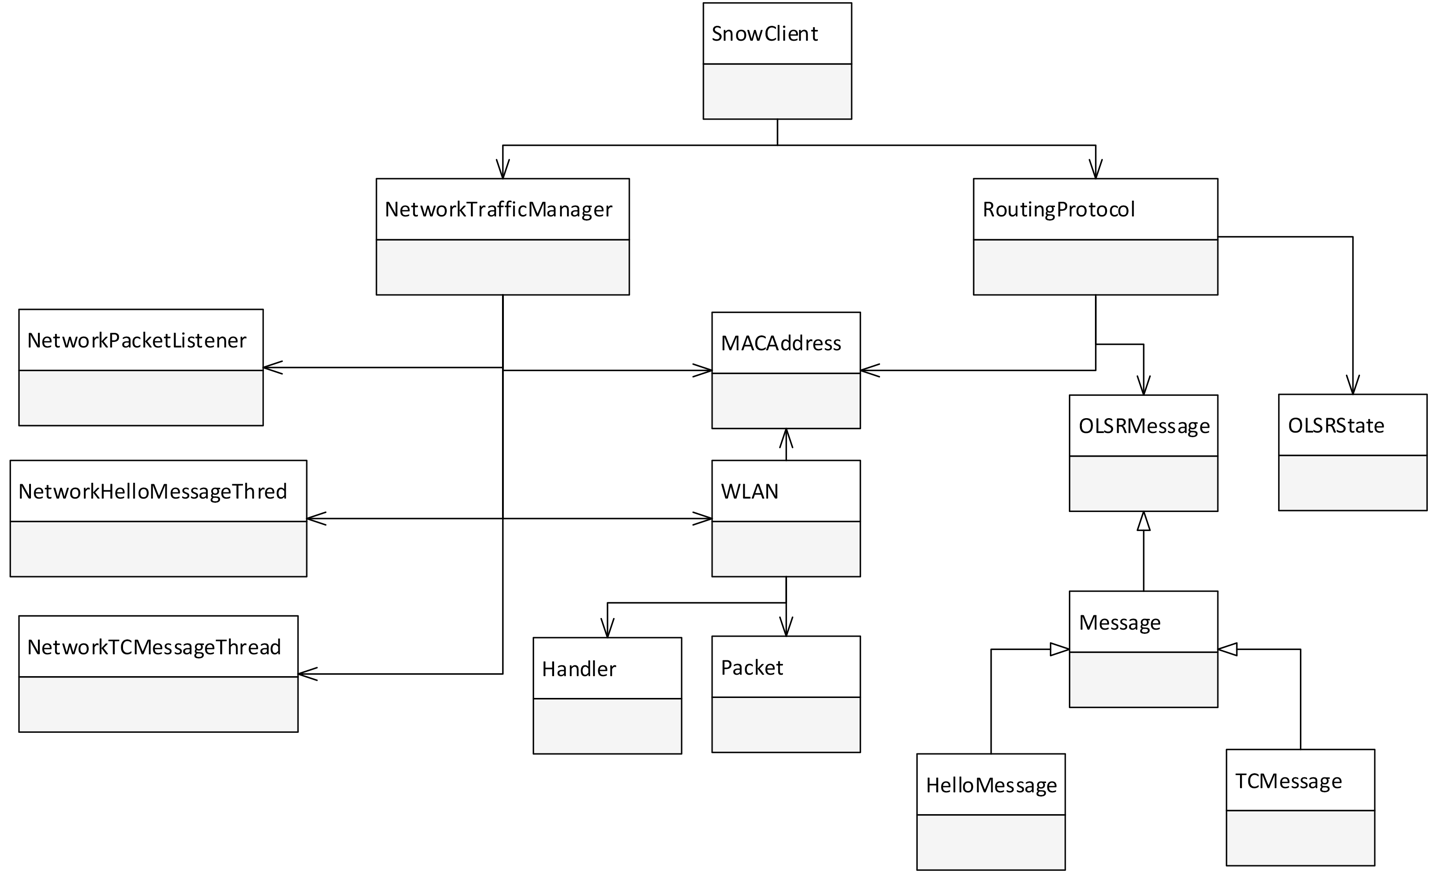 SnowClient
NetworkTrafficManager
RoutingProtocol
NetworkPacketListener
MACAddress
OLSRMessage
OLSRState
NetworkHelloMessageThred
WLAN
Message
NetworkTCMessageThread
Handler
Packet
HelloMessage
TCMessage